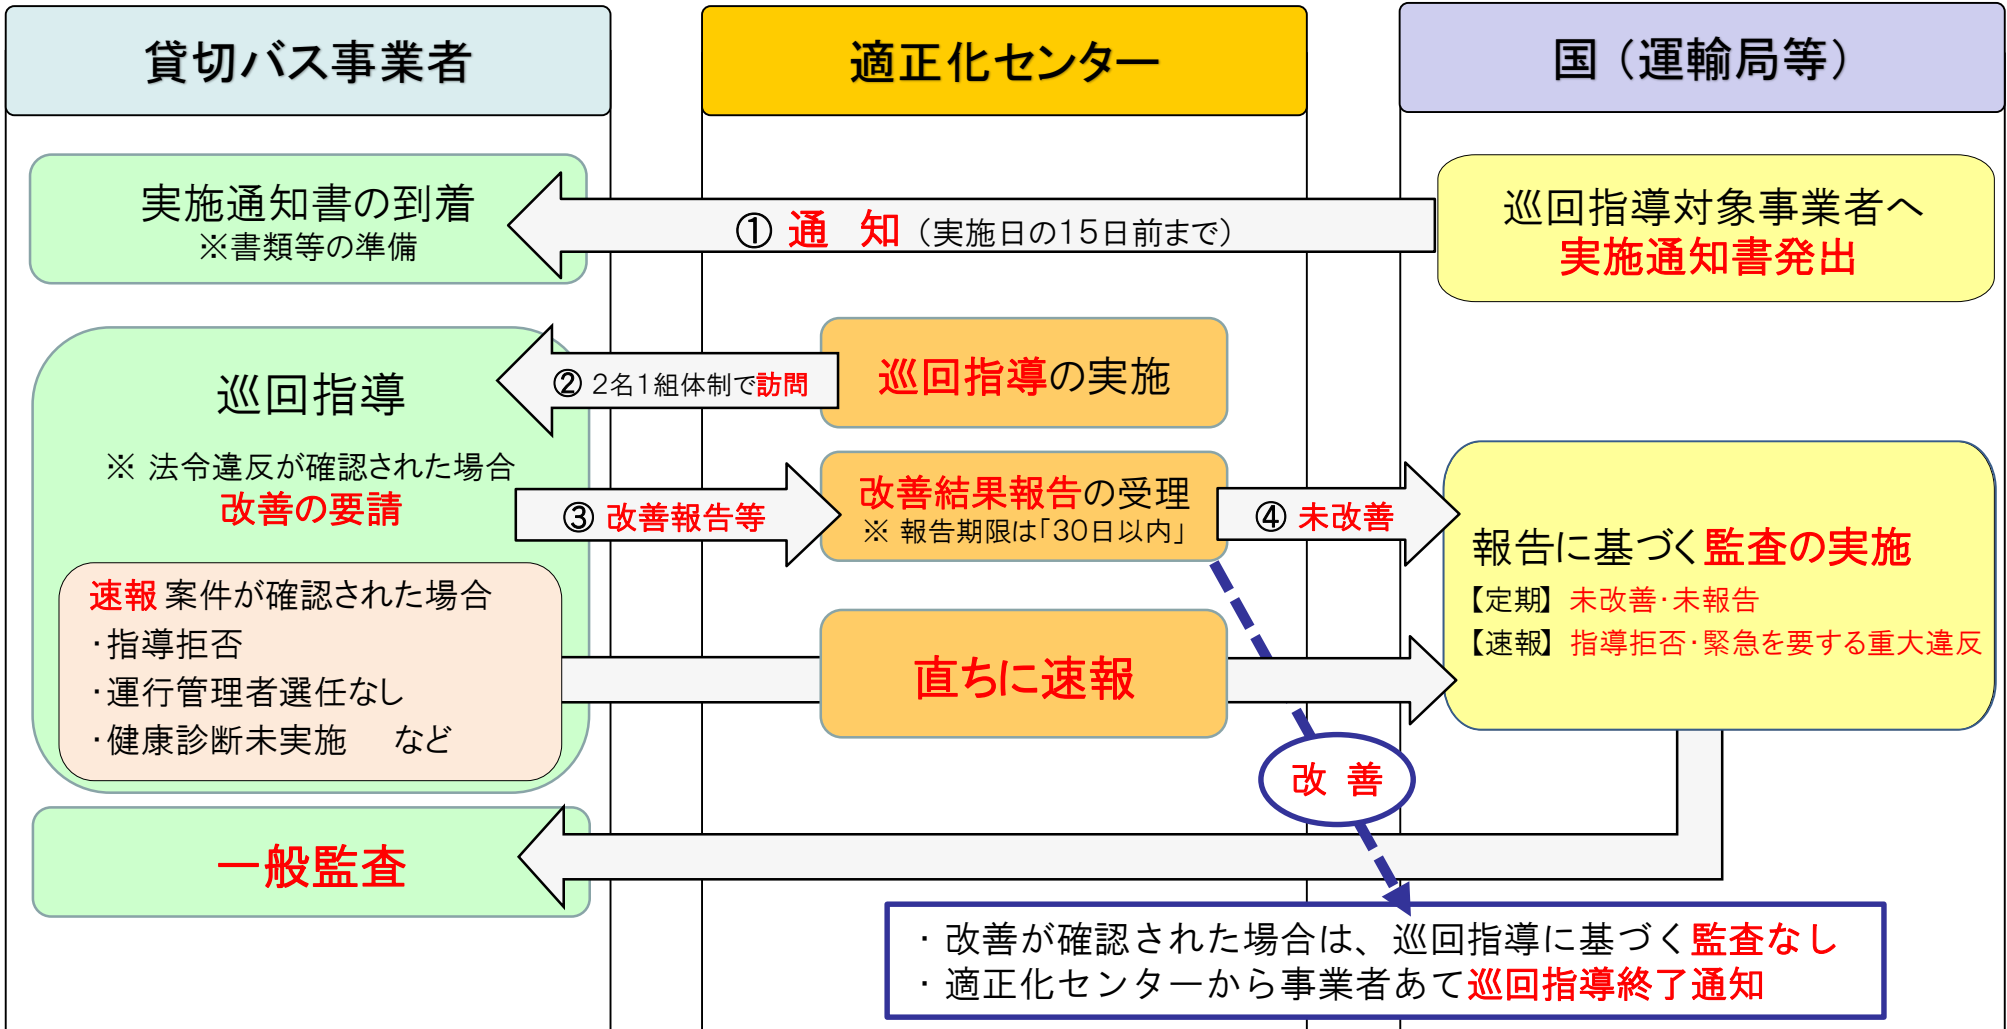 貸切バス事業者
適正化センター
国（運輸局等）
実施通知書の到着
※書類等の準備
① 通　知（実施日の15日前まで）
巡回指導対象事業者へ
実施通知書発出
巡回指導
② 2名1組体制で訪問
巡回指導の実施
※ 法令違反が確認された場合
改善の要請
③ 改善報告等
改善結果報告の受理
※ 報告期限は「30日以内」
④ 未改善
報告に基づく監査の実施
【定期】 未改善・未報告
【速報】 指導拒否・緊急を要する重大違反
速報 案件が確認された場合
・指導拒否
・運行管理者選任なし
・健康診断未実施　など
直ちに速報
改 善
一般監査
・改善が確認された場合は、巡回指導に基づく監査なし
・適正化センターから事業者あて巡回指導終了通知